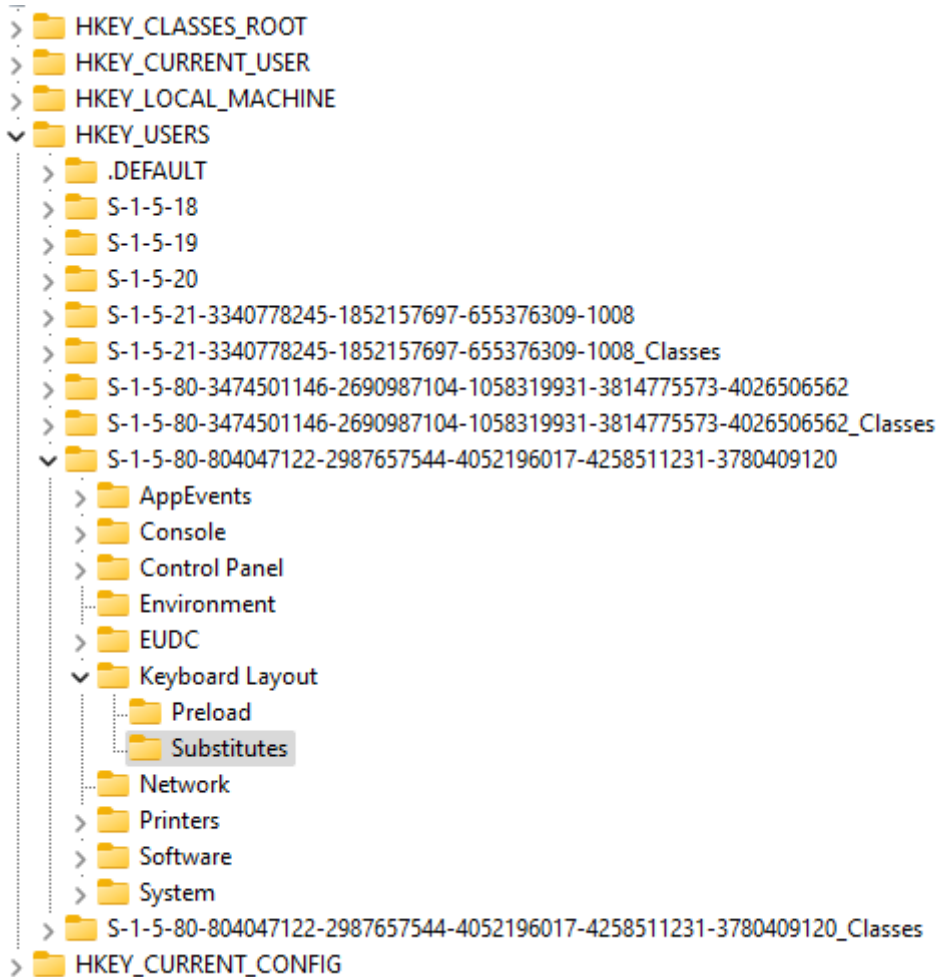 HKEY_CLASSES_ROOT
HKEY_CURRENT_USER
HKEY_LOCAL_MACHINE
HKEY_USERS
.DEFAULT
S-1-5-18
S-1-5-19
S-1-5-20
S-1-5-21-3340778245-1852157697-655376309-1008
S-1-5-21-3340778245-1852157697-655376309-1008_Classes
S-1-5-80-3474501146-2690987104-1058319931-3814775573-4026506562
S-1-5-80-3474501146-2690987104-1058319931-3814775573-4026506562_Classes
S-1-5-80-804047122-2987657544-4052196017-4258511231-3780409120
AppEvents
Console
Control Panel
Environment
EUDC
Keyboard Layout
Preload
Substitutes
Network
Printers
Software
System
S-1-5-80-804047122-2987657544-4052196017-4258511231-3780409120_Classes
HKEY_CURRENT_CONFIG